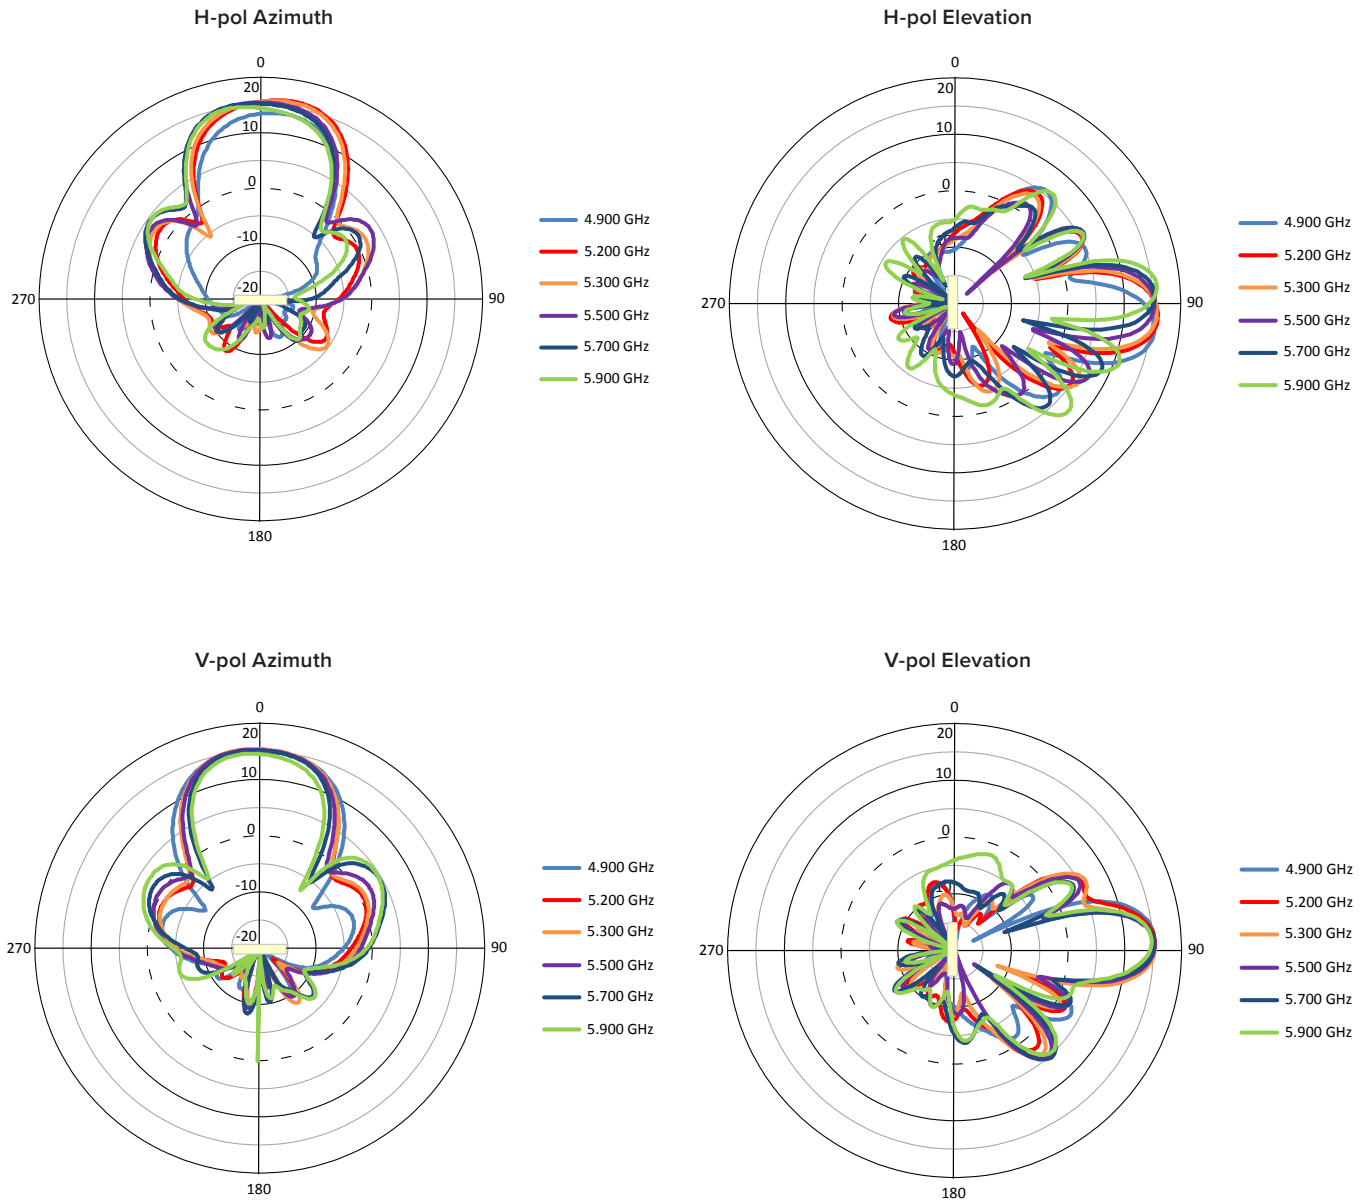 H-pol Azimuth
0
20
10
0
-10
-20
270
90
180
4.900 GHz
5.200 GHz
5.300 GHz
5.500 GHz
5.700 GHz
5.900 GHz
H-pol Elevation
0
20
10
0
270
90
180
4.900 GHz
5.200 GHz
5.300 GHz
5.500 GHz
5.700 GHz
5.900 GHz
V-pol Azimuth
0
20
10
0
-10
-20
270
90
180
4.900 GHz
5.200 GHz
5.300 GHz
5.500 GHz
5.700 GHz
5.900 GHz
V-pol Elevation
0
20
10
0
270
90
180
4.900 GHz
5.200 GHz
5.300 GHz
5.500 GHz
5.700 GHz
5.900 GHz